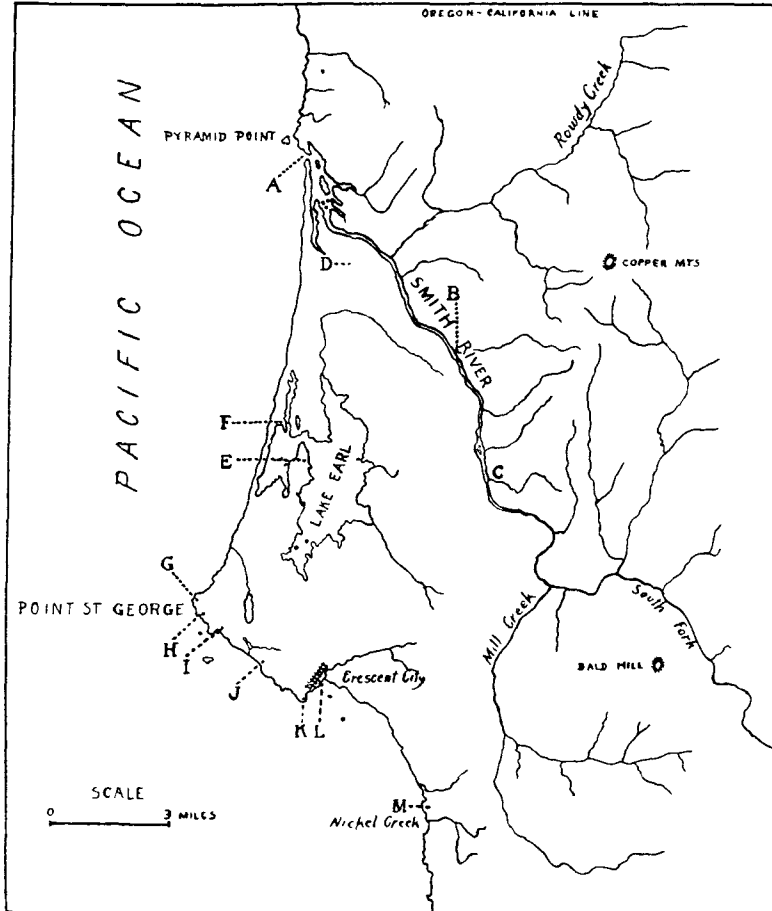 OREGON-CALIFORNIA LINE
Rowdy Creek
PACIFIC OCEAN
PYRAMID POINT
A
D
COPPER MTS
SMITH RIVER
B
F
E
LAKE EARL
C
G
POINT ST GEORGE
H
I
J
Mill Creek
South Fork
BALD HILL
Crescent City
K L
SCALE
0 3 MILES
M
Nickel Creek